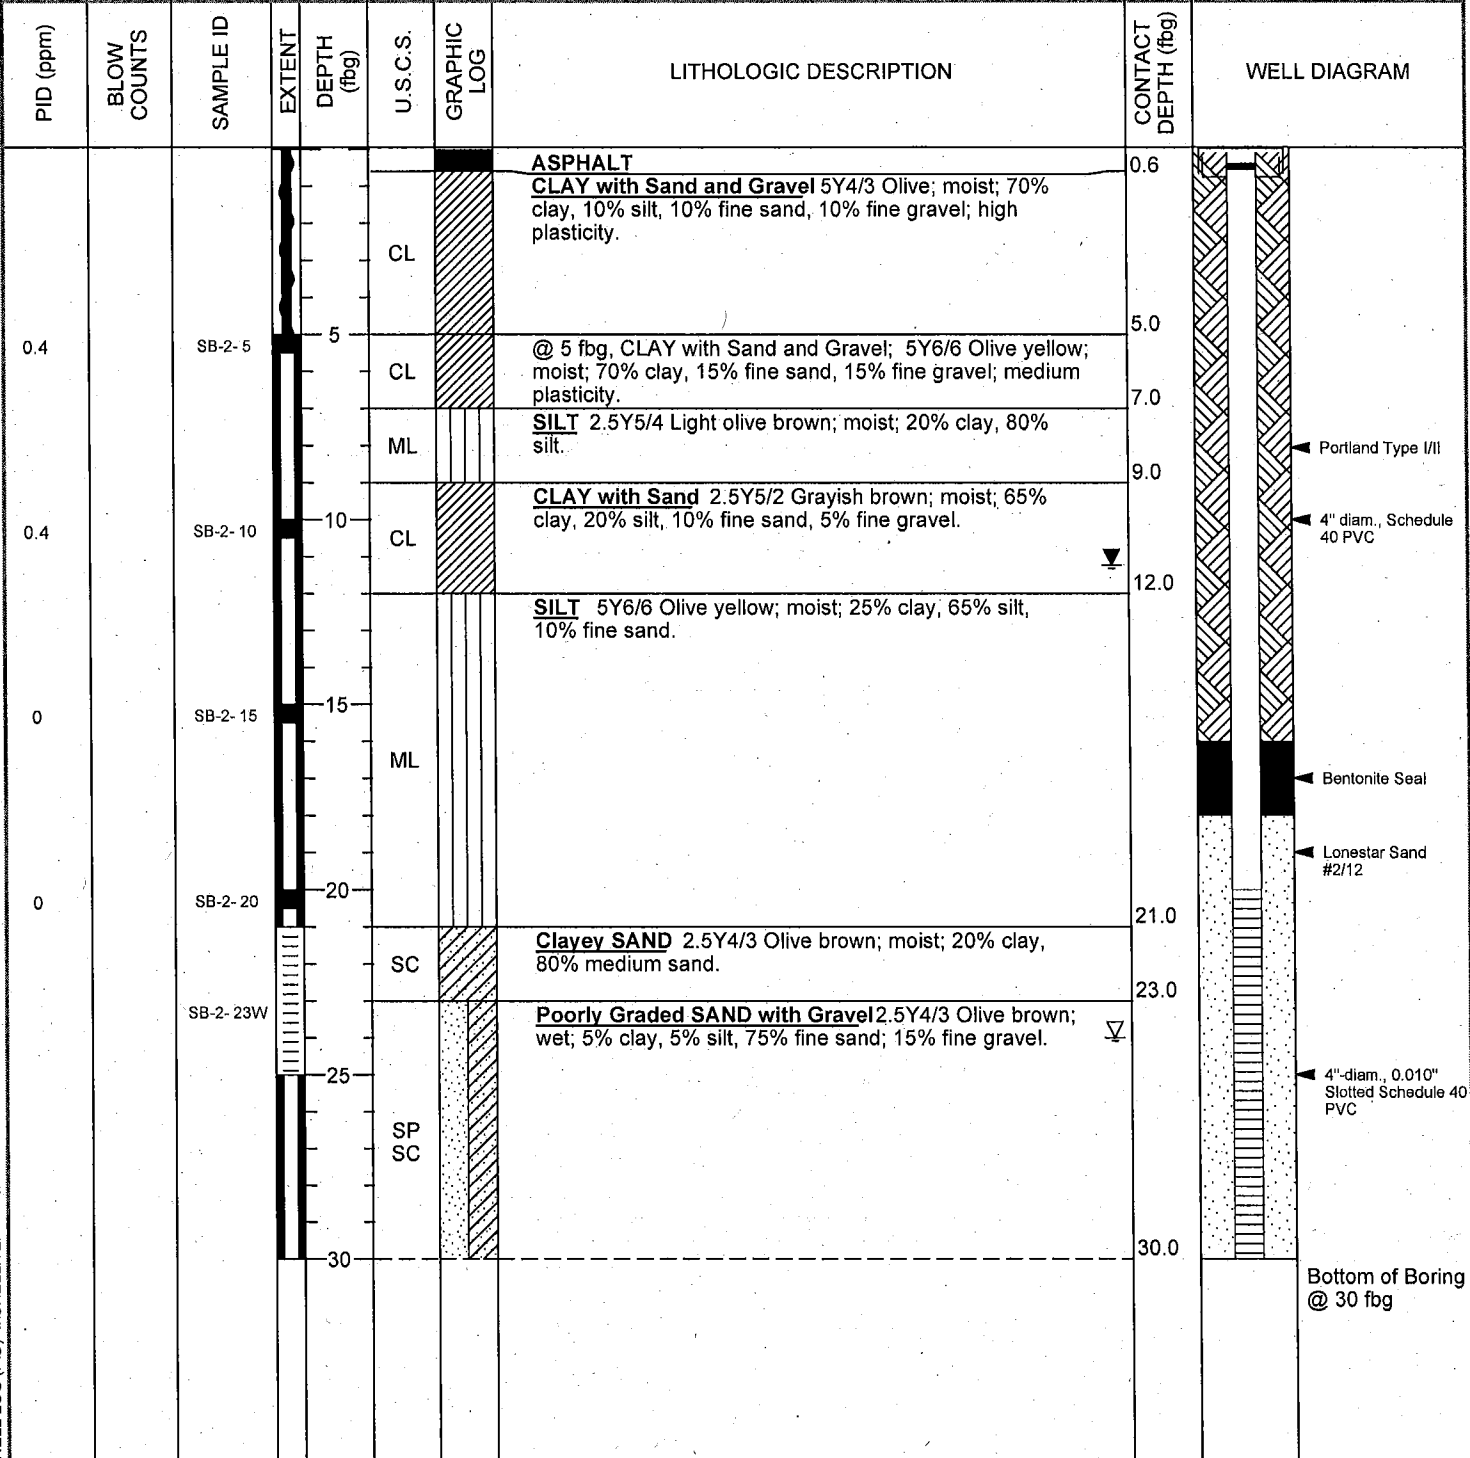 PID (ppm)
BLOW
COUNTS
SAMPLE ID
EXTENT
DEPTH
(fbg)
U.S.C.S.
GRAPHIC
LOG
LITHOLOGIC DESCRIPTION
CONTACT
DEPTH (fbg)
WELL DIAGRAM
ASPHALT
0.6
CLAY with Sand and Gravel 5Y4/3 Olive; moist; 70%
clay, 10% silt, 10% fine sand, 10% fine gravel; high
plasticity.
CL
5.0
0.4
SB-2-5
5
@ 5 fbg, CLAY with Sand and Gravel; 5Y6/6 Olive yellow;
moist; 70% clay, 15% fine sand, 15% fine gravel; medium
plasticity.
CL
7.0
SILT 2.5Y5/4 Light olive brown; moist; 20% clay, 80%
silt.
ML
Portland Type I/II
9.0
CLAY with Sand 2.5Y5/2 Grayish brown; moist; 65%
clay, 20% silt, 10% fine sand, 5% fine gravel.
0.4
SB-2-10
10
CL
4" diam., Schedule
40 PVC
12.0
SILT 5Y6/6 Olive yellow; moist; 25% clay, 65% silt,
10% fine sand.
0
SB-2-15
15
ML
Bentonite Seal
Lonestar Sand
#2/12
0
SB-2-20
20
21.0
Clayey SAND 2.5Y4/3 Olive brown; moist; 20% clay,
80% medium sand.
SC
23.0
SB-2-23W
Poorly Graded SAND with Gravel 2.5Y4/3 Olive brown;
wet; 5% clay, 5% silt, 75% fine sand; 15% fine gravel.
25
4"-diam., 0.010"
Slotted Schedule 40
PVC
SP
SC
30
30.0
Bottom of Boring
@ 30 fbg